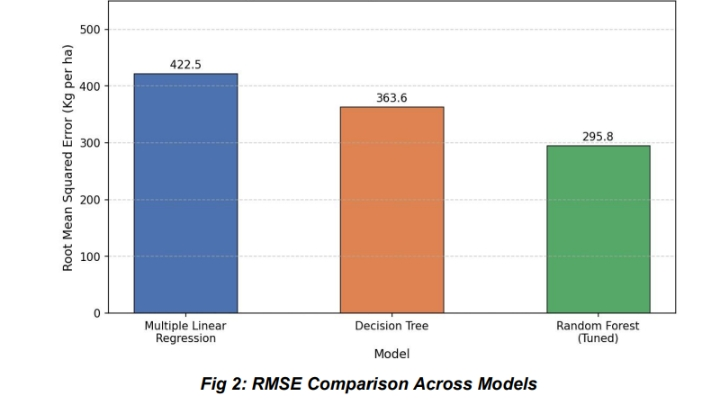 Root Mean Squared Error (Kg per ha)
500
400
300
200
100
0
422.5
363.6
295.8
Multiple Linear
Regression
Decision Tree
Random Forest
(Tuned)
Model
Fig 2: RMSE Comparison Across Models